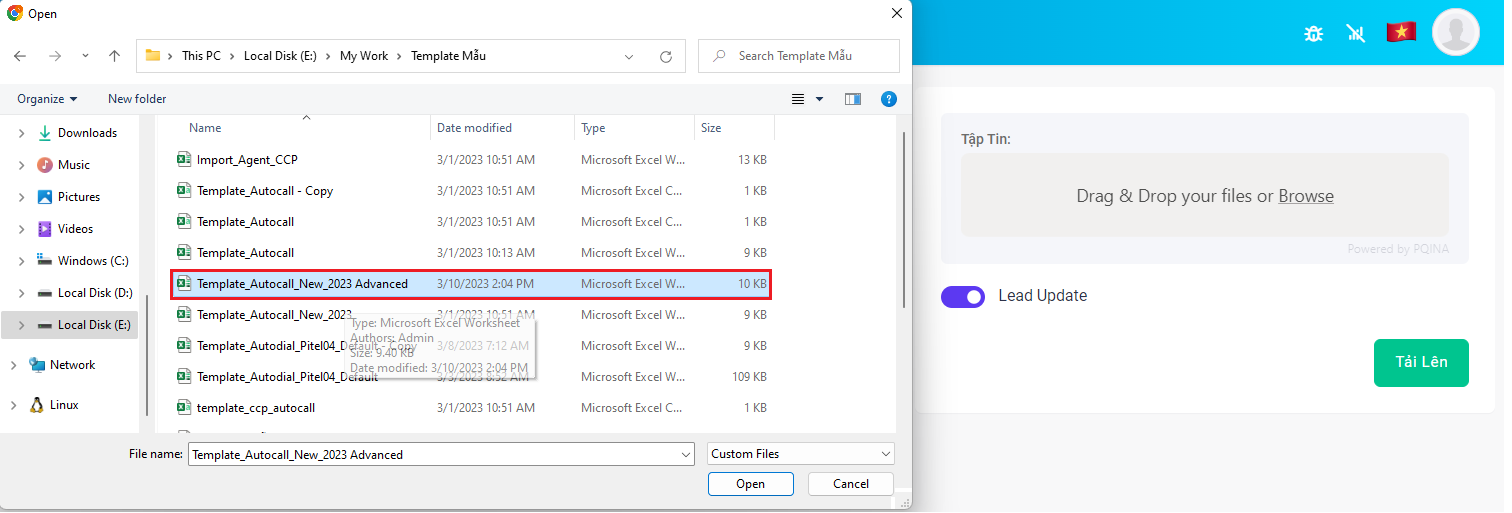 Open
This PC > Local Disk (E:) > My Work > Template Mẫu
Search Template Mẫu
Organize
New folder
Name Date modified Type Size
Downloads
Music
Pictures
Videos
Windows (C:)
Local Disk (D:)
Local Disk (E:)
Network
Linux
Import_Agent_CCP 3/1/2023 10:51 AM Microsoft Excel W... 13 KB
Template_Autocall - Copy 3/1/2023 10:51 AM Microsoft Excel C... 1 KB
Template_Autocall 3/1/2023 10:51 AM Microsoft Excel C... 1 KB
Template_Autocall 3/1/2023 10:13 AM Microsoft Excel W... 9 KB
Template_Autocall_New_2023 Advanced 3/10/2023 2:04 PM Microsoft Excel W... 10 KB
Template_Autocall_New_2023 3/1/2023 10:51 AM Microsoft Excel W... 9 KB
Template_Autodial_Pitel04_Default - Copy 3/8/2023 7:12 AM Microsoft Excel W... 9 KB
Template_Autodial_Pitel04_Default 3/3/2023 8:52 AM Microsoft Excel W... 109 KB
template_ccp_autocall 3/1/2023 10:51 AM Microsoft Excel C... 1 KB
Type: Microsoft Excel Worksheet
Authors: Admin
Size: 9.40 KB
Date modified: 3/10/2023 2:04 PM
File name: Template_Autocall_New_2023 Advanced
Custom Files
Open
Cancel
Tập Tin:
Drag & Drop your files or Browse
Powered by PQINA
Lead Update
Tải Lên